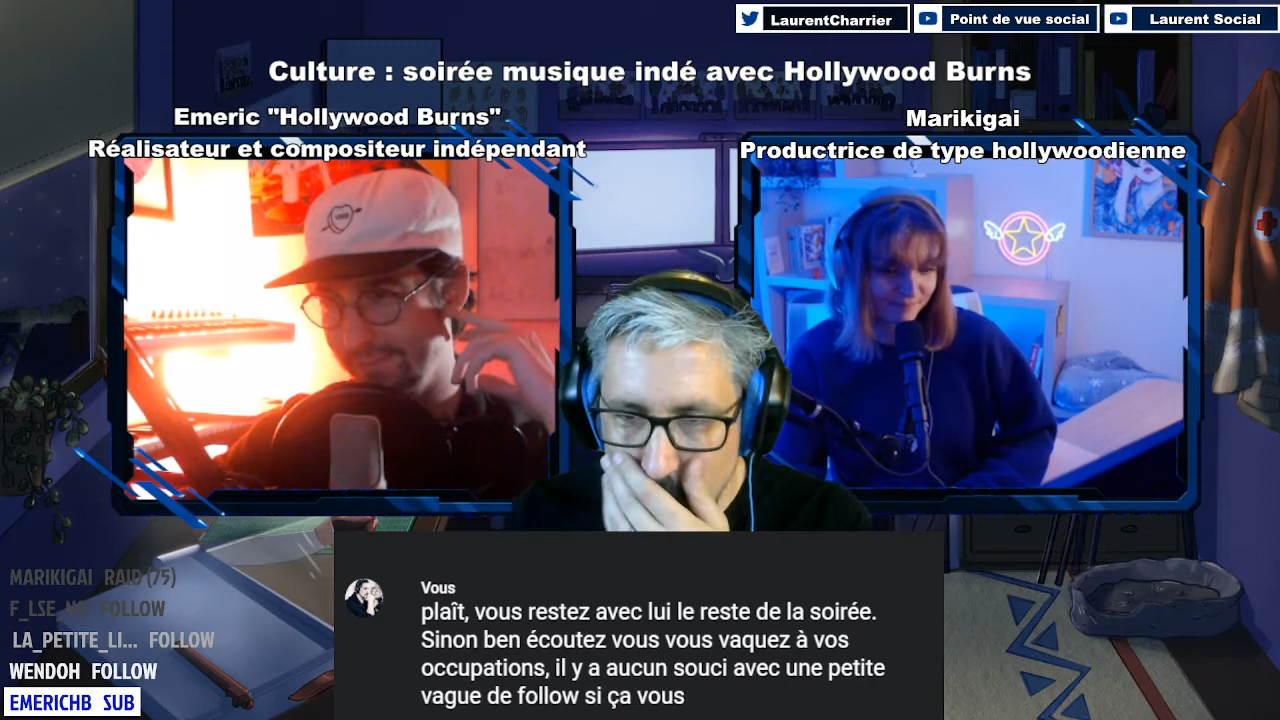 LaurentCharrier
Point de vue social
Laurent Social
Culture : soirée musique indé avec Hollywood Burns
Emeric "Hollywood Burns"
Réalisateur et compositeur indépendant
Marikigai
Productrice de type hollywoodienne
MARIKIGAI RAID (75)
F_LSE_ FOLLOW
LA_PETITE_LI... FOLLOW
WENDOH FOLLOW
EMERICHB SUB
Vous
plaît, vous restez avec lui le reste de la soirée.
Sinon ben écoutez vous vous vaquez à vos
occupations, il y a aucun souci avec une petite
vague de follow si ça vous